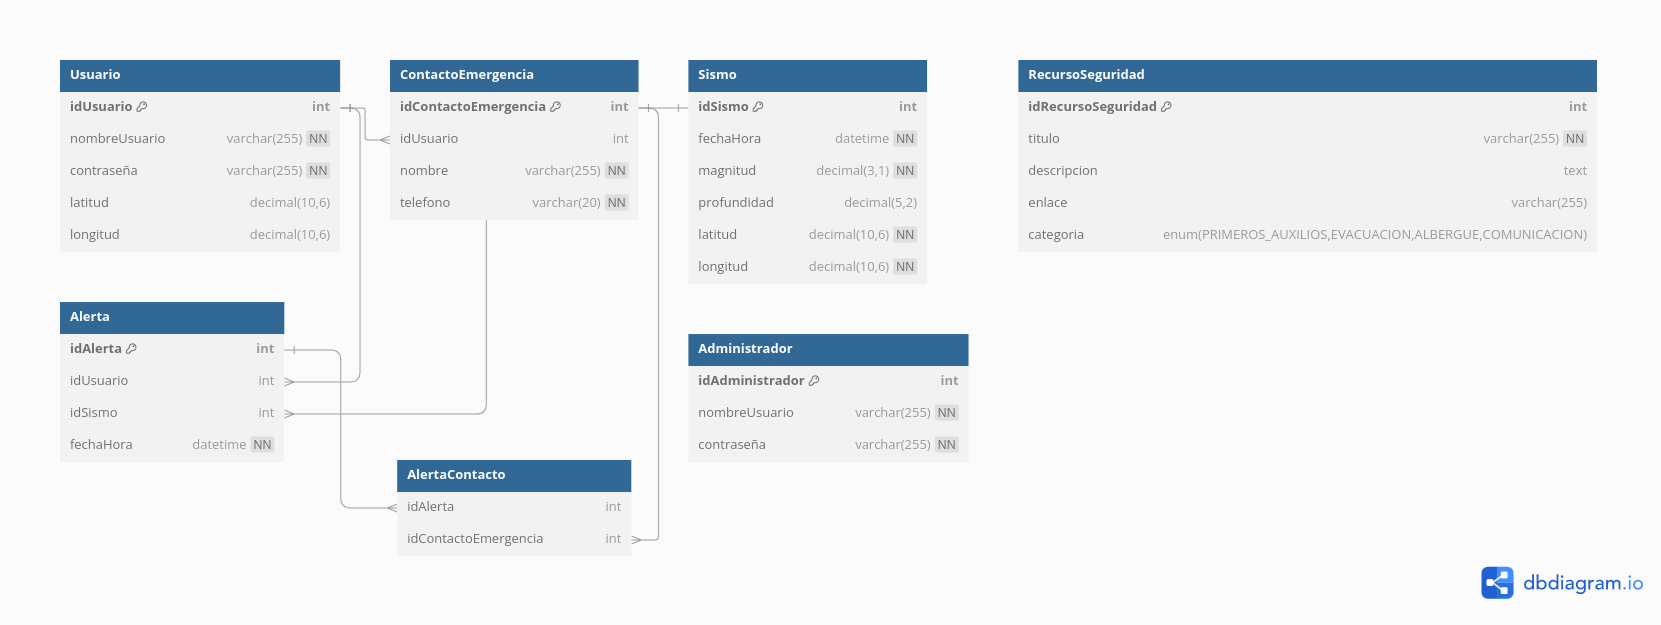 Usuario
idUsuario int
nombreUsuario varchar(255) NN
contraseña varchar(255) NN
latitud decimal(10,6)
longitud decimal(10,6)
ContactoEmergencia
idContactoEmergencia int
idUsuario int
nombre varchar(255) NN
telefono varchar(20) NN
Sismo
idSismo int
fechaHora datetime NN
magnitud decimal(3,1) NN
profundidad decimal(5,2)
latitud decimal(10,6) NN
longitud decimal(10,6) NN
RecursoSeguridad
idRecursoSeguridad int
titulo varchar(255) NN
descripcion text
enlace varchar(255)
categoria enum(PRIMEROS_AUXILIOS,EVACUACION,ALBERGUE,COMUNICACION)
Alerta
idAlerta int
idUsuario int
idSismo int
fechaHora datetime NN
Administrador
idAdministrador int
nombreUsuario varchar(255) NN
contraseña varchar(255) NN
AlertaContacto
idAlerta int
idContactoEmergencia int
dbdiagram.io